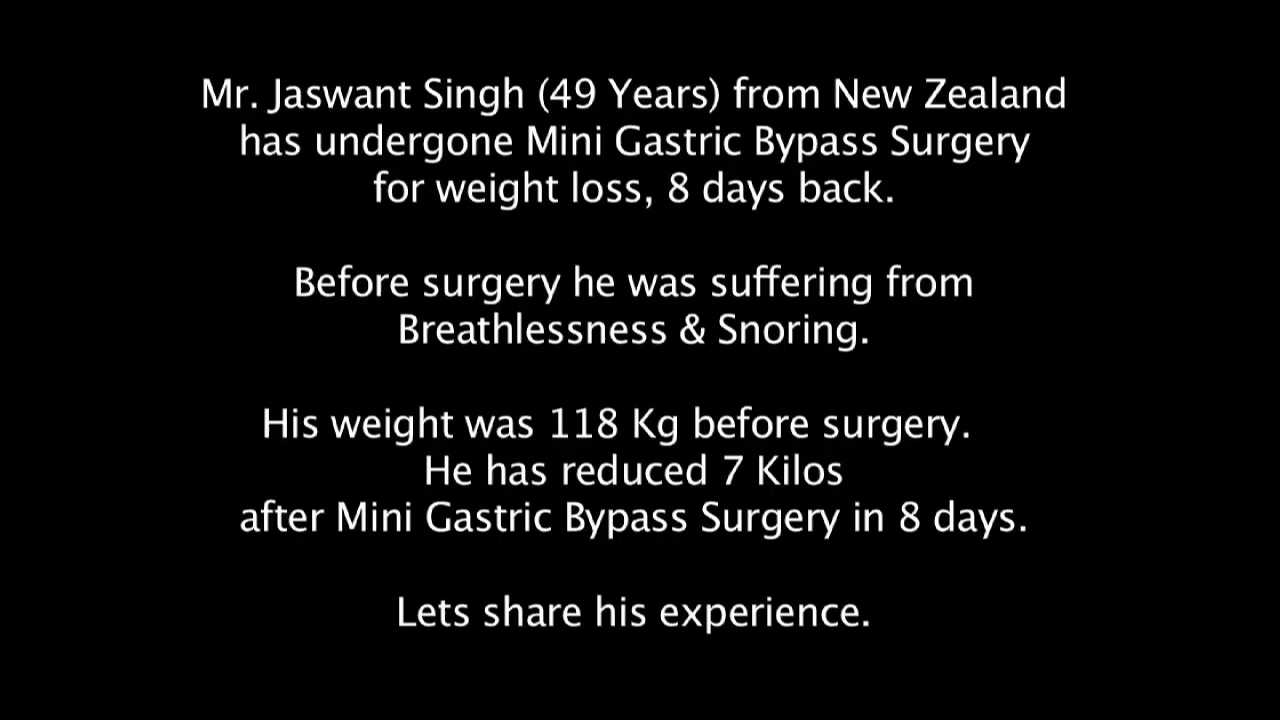 Mr. Jaswant Singh (49 Years) from New Zealand
has undergone Mini Gastric Bypass Surgery
for weight loss, 8 days back.
Before surgery he was suffering from
Breathlessness & Snoring.
His weight was 118 Kg before surgery.
He has reduced 7 Kilos
after Mini Gastric Bypass Surgery in 8 days.
Lets share his experience.